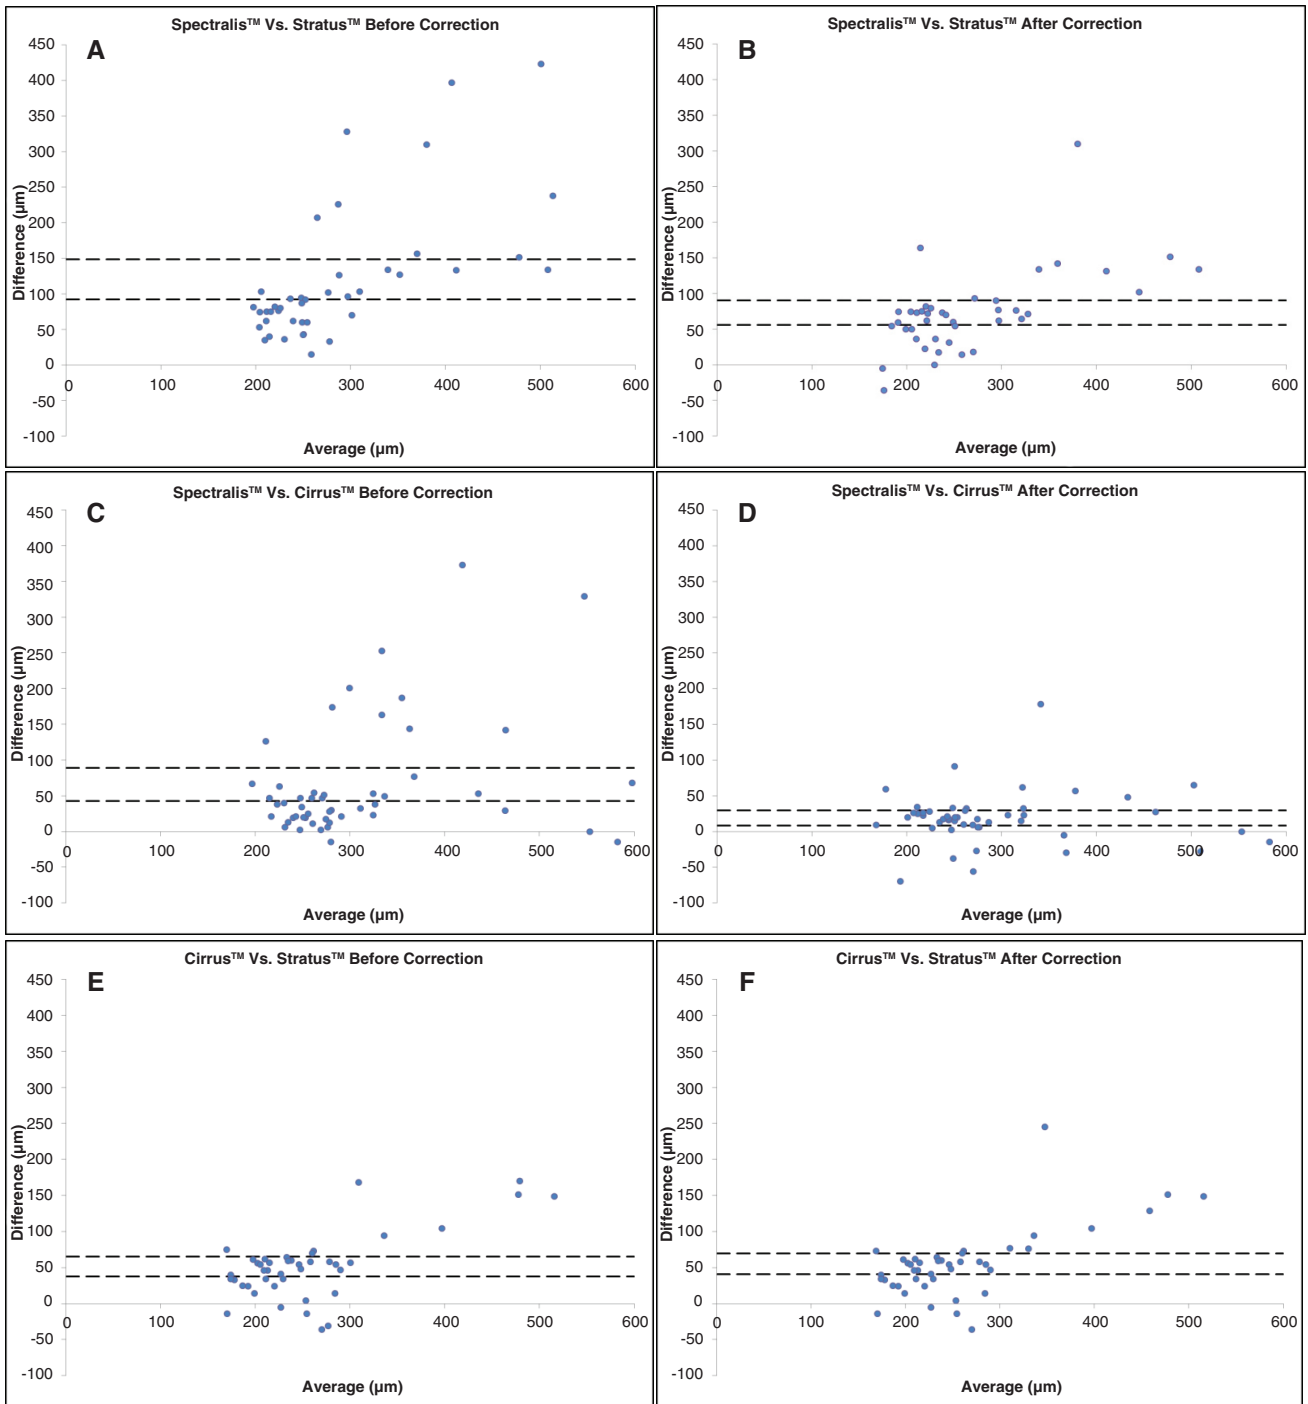 Spectralis™ Vs. Stratus™ Before Correction
A
450
400
350
300
250
200
150
100
50
0
-50
-100
0 100 200 300 400 500 600
Difference (µm)
Average (µm)
Spectralis™ Vs. Stratus™ After Correction
B
450
400
350
300
250
200
150
100
50
0
-50
-100
0 100 200 300 400 500 600
Difference (µm)
Average (µm)
Spectralis™ Vs. Cirrus™ Before Correction
C
450
400
350
300
250
200
150
100
50
0
-50
-100
0 100 200 300 400 500 600
Difference (µm)
Average (µm)
Spectralis™ Vs. Cirrus™ After Correction
D
450
400
350
300
250
200
150
100
50
0
-50
-100
0 100 200 300 400 500 600
Difference (µm)
Average (µm)
Cirrus™ Vs. Stratus™ Before Correction
E
450
400
350
300
250
200
150
100
50
0
-50
-100
0 100 200 300 400 500 600
Difference (µm)
Average (µm)
Cirrus™ Vs. Stratus™ After Correction
F
450
400
350
300
250
200
150
100
50
0
-50
-100
0 100 200 300 400 500 600
Difference (µm)
Average (µm)